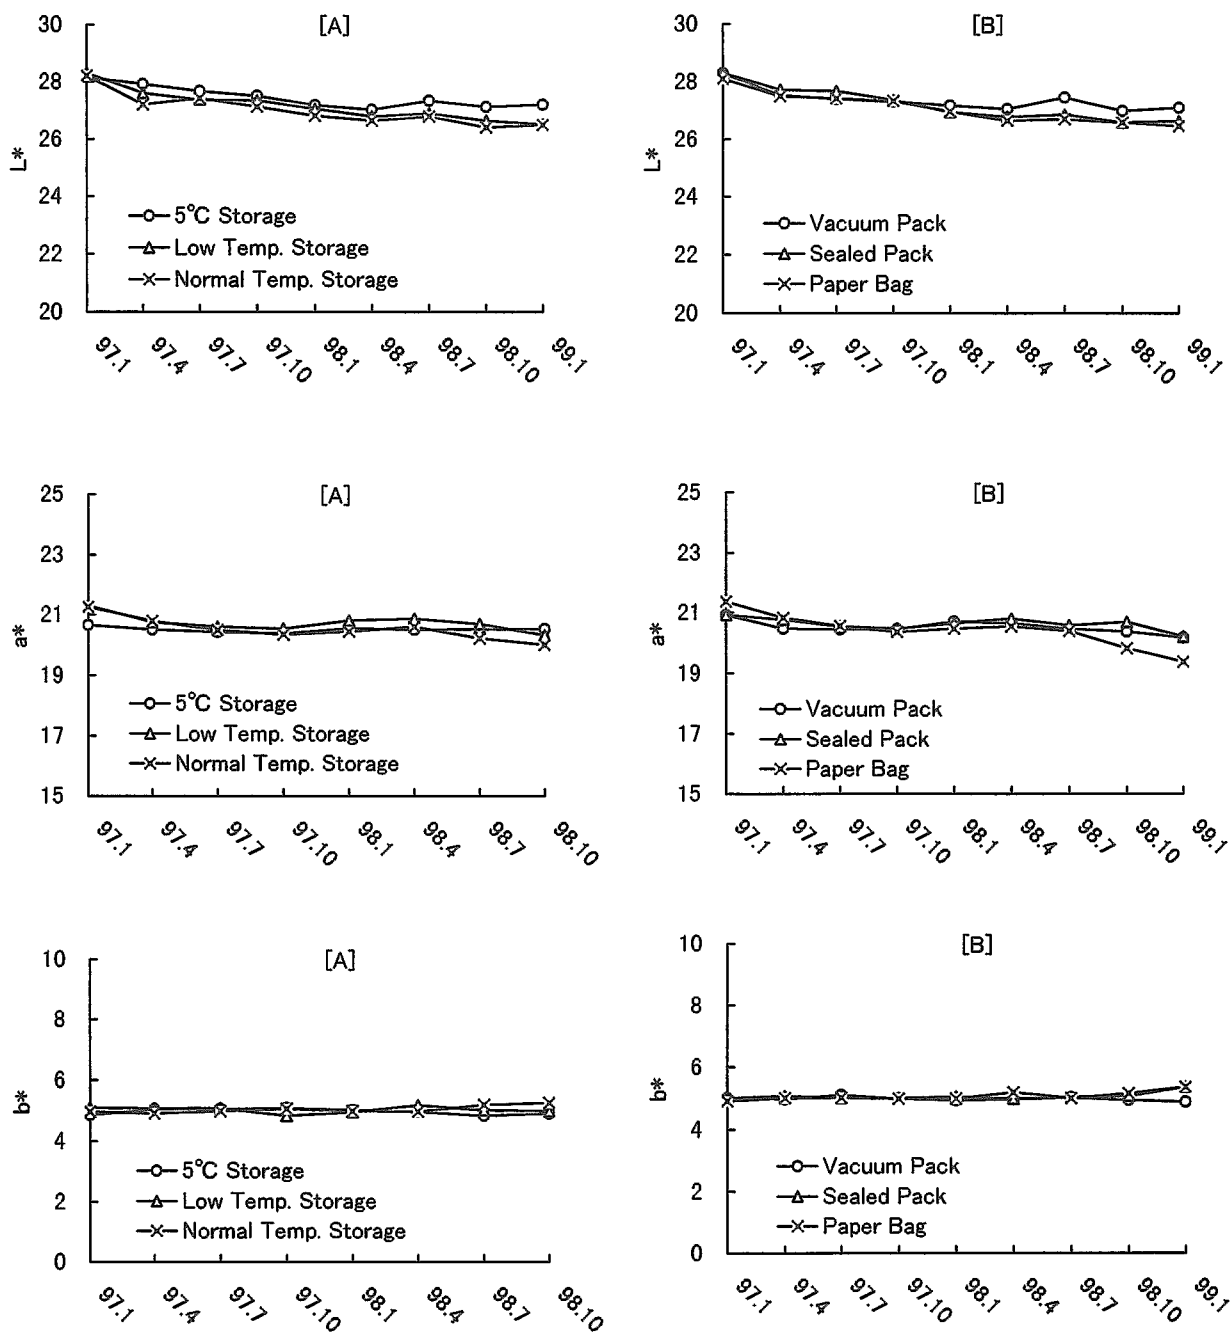 [A]
30
28
26
24
22
20
L*
5°C Storage
Low Temp. Storage
Normal Temp. Storage
97.1
97.4
97.7
97.10
98.1
98.4
98.7
98.10
99.1
[B]
30
28
26
24
22
20
L*
Vacuum Pack
Sealed Pack
Paper Bag
97.1
97.4
97.7
97.10
98.1
98.4
98.7
98.10
99.1
[A]
25
23
21
19
17
15
a*
5°C Storage
Low Temp. Storage
Normal Temp. Storage
97.1
97.4
97.7
97.10
98.1
98.4
98.7
98.10
[B]
25
23
21
19
17
15
a*
Vacuum Pack
Sealed Pack
Paper Bag
97.1
97.4
97.7
97.10
98.1
98.4
98.7
98.10
99.1
[A]
10
8
6
4
2
0
b*
5°C Storage
Low Temp. Storage
Normal Temp. Storage
97.1
97.4
97.7
97.10
98.1
98.4
98.7
98.10
[B]
10
8
6
4
2
0
b*
Vacuum Pack
Sealed Pack
Paper Bag
97.1
97.4
97.7
97.10
98.1
98.4
98.7
98.10
99.1